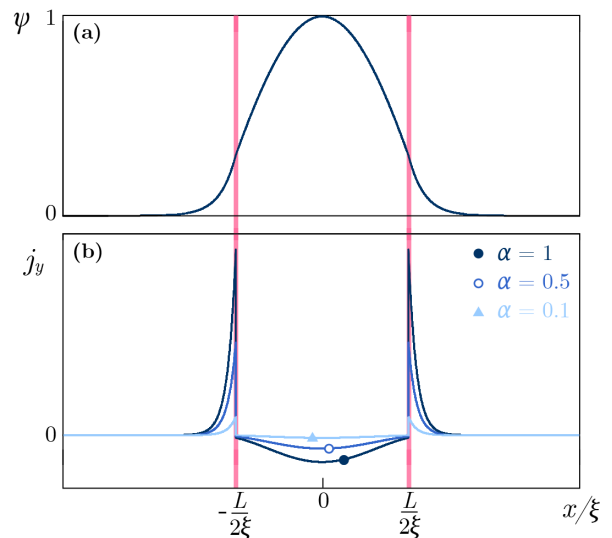 ψ
1
(a)
0
(b)
j_y
α = 1
α = 0.5
α = 0.1
0
-L/2ξ
0
L/2ξ
x/ξ